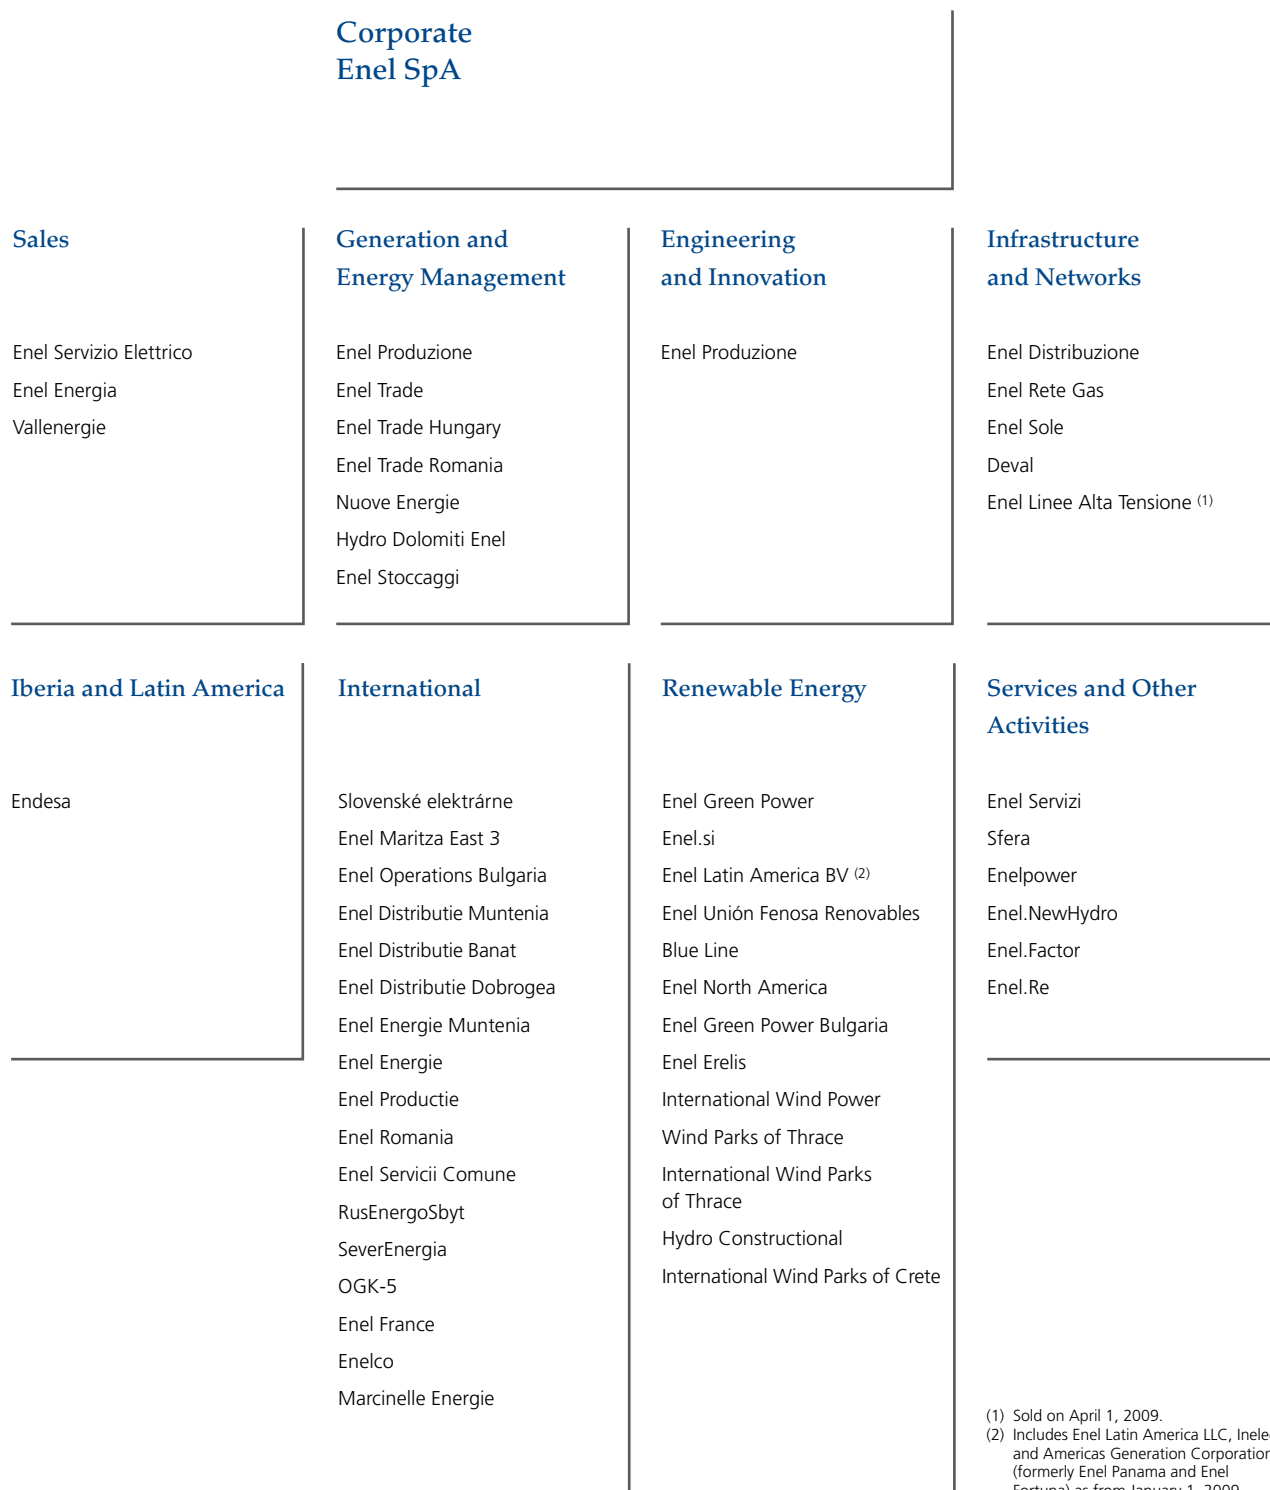 Corporate
Enel SpA
Sales
Enel Servizio Elettrico
Enel Energia
Vallenergie
Generation and
Energy Management
Enel Produzione
Enel Trade
Enel Trade Hungary
Enel Trade Romania
Nuove Energie
Hydro Dolomiti Enel
Enel Stoccaggi
Engineering
and Innovation
Enel Produzione
Infrastructure
and Networks
Enel Distribuzione
Enel Rete Gas
Enel Sole
Deval
Enel Linee Alta Tensione (1)
Iberia and Latin America
Endesa
International
Slovenské elektrárne
Enel Maritza East 3
Enel Operations Bulgaria
Enel Distributie Muntenia
Enel Distributie Banat
Enel Distributie Dobrogea
Enel Energie Muntenia
Enel Energie
Enel Productie
Enel Romania
Enel Servicii Comune
RusEnergoSbyt
SeverEnergia
OGK-5
Enel France
Enelco
Marcinelle Energie
Renewable Energy
Enel Green Power
Enel.si
Enel Latin America BV (2)
Enel Unión Fenosa Renovables
Blue Line
Enel North America
Enel Green Power Bulgaria
Enel Erelis
International Wind Power
Wind Parks of Thrace
International Wind Parks
of Thrace
Hydro Constructional
International Wind Parks of Crete
Services and Other
Activities
Enel Servizi
Sfera
Enelpower
Enel.NewHydro
Enel.Factor
Enel.Re
(1) Sold on April 1, 2009.
(2) Includes Enel Latin America LLC,
and Americas Generation Corporation
(formerly Enel Panama and Enel
Fortuna) as from January 1, 2009.